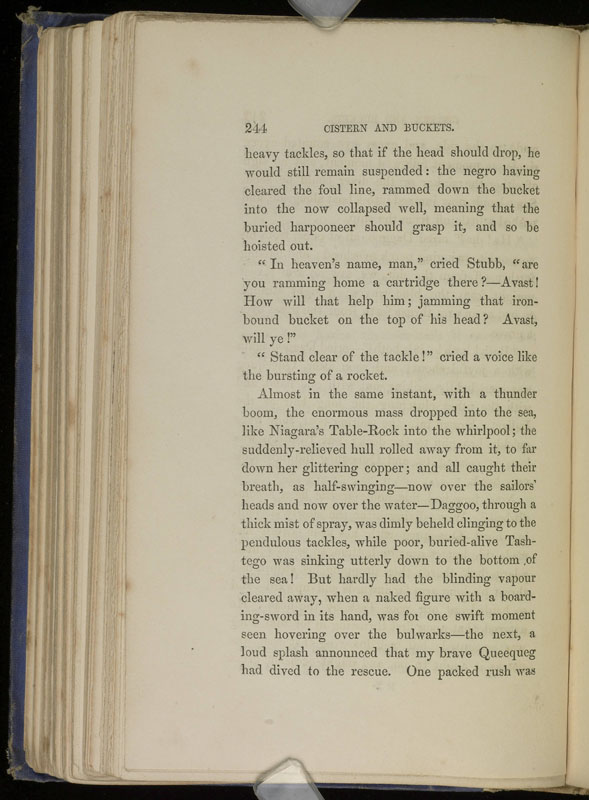 244 CISTERN AND BUCKETS.
heavy tackles, so that if the head should drop, he
would still remain suspended: the negro having
cleared the foul line, rammed down the bucket
into the now collapsed well, meaning that the
buried harpooneer should grasp it, and so be
hoisted out.
“In heaven’s name, man,” cried Stubb, “are
you ramming home a cartridge there?—Avast!
How will that help him; jamming that iron-
bound bucket on the top of his head? Avast,
will ye!”
“Stand clear of the tackle!” cried a voice like
the bursting of a rocket.
Almost in the same instant, with a thunder
boom, the enormous mass dropped into the sea,
like Niagara’s Table-Rock into the whirlpool; the
suddenly-relieved hull rolled away from it, to far
down her glittering copper; and all caught their
breath, as half-swinging—now over the sailors’
heads and now over the water—Daggoo, through a
thick mist of spray, was dimly beheld clinging to the
pendulous tackles, while poor, buried-alive Tash-
tego was sinking utterly down to the bottom of
the sea! But hardly had the blinding vapour
cleared away, when a naked figure with a board-
ing-sword in its hand, was for one swift moment
seen hovering over the bulwarks—the next, a
loud splash announced that my brave Queequeg
had dived to the rescue. One packed rush was